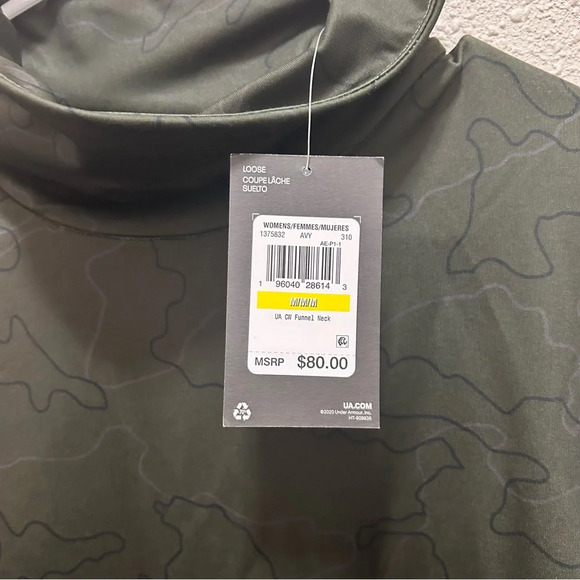 LOOSE
COUPE LÂCHE
SUELTO
WOMENS/FEMMES/MUJERES
1375832 AVY 310
AE-P1-1
1 96040 28614 3
M/M/M
UA CW Funnel Neck
MSRP $80.00
UA.COM
©2020 Under Armour, Inc.